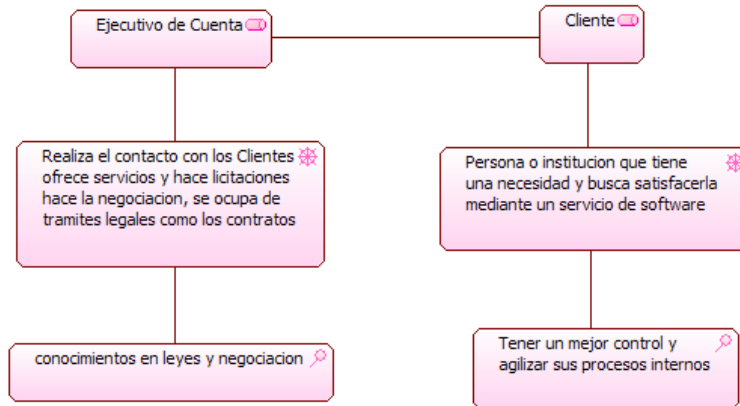 Ejecutivo de Cuenta
Cliente
Realiza el contacto con los Clientes
ofrece servicios y hace licitaciones
hace la negociacion, se ocupa de
tramites legales como los contratos
Persona o institucion que tiene
una necesidad y busca satisfacerla
mediante un servicio de software
conocimientos en leyes y negociacion
Tener un mejor control y
agilizar sus procesos internos